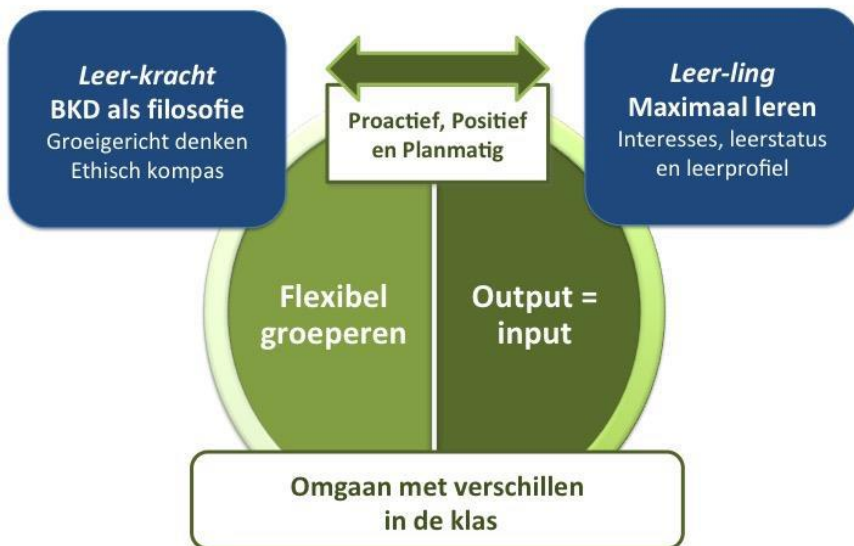 Leer-kracht
BKD als filosofie
Groeigericht denken
Ethisch kompas
Proactief, Positief
en Planmatig
Leer-ling
Maximaal leren
Interesses, leerstatus
en leerprofiel
Flexibel
groeperen
Output =
input
Omgaan met verschillen
in de klas